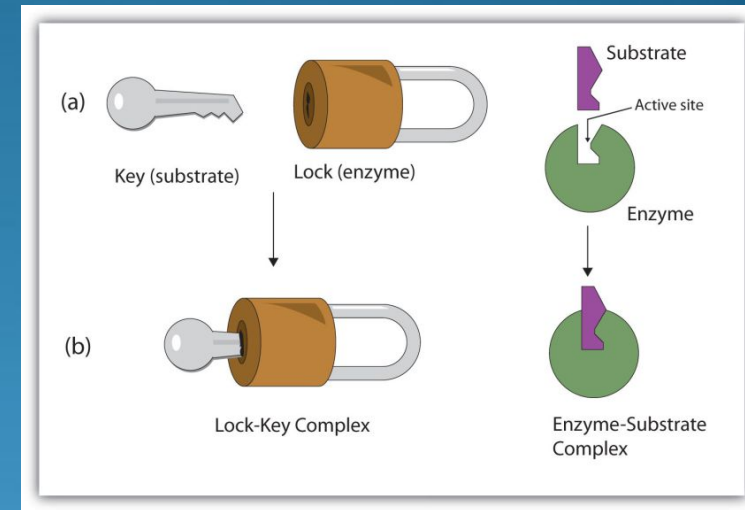 (a)
Key (substrate)
Lock (enzyme)
Substrate
Active site
Enzyme
(b)
Lock-Key Complex
Enzyme-Substrate
Complex